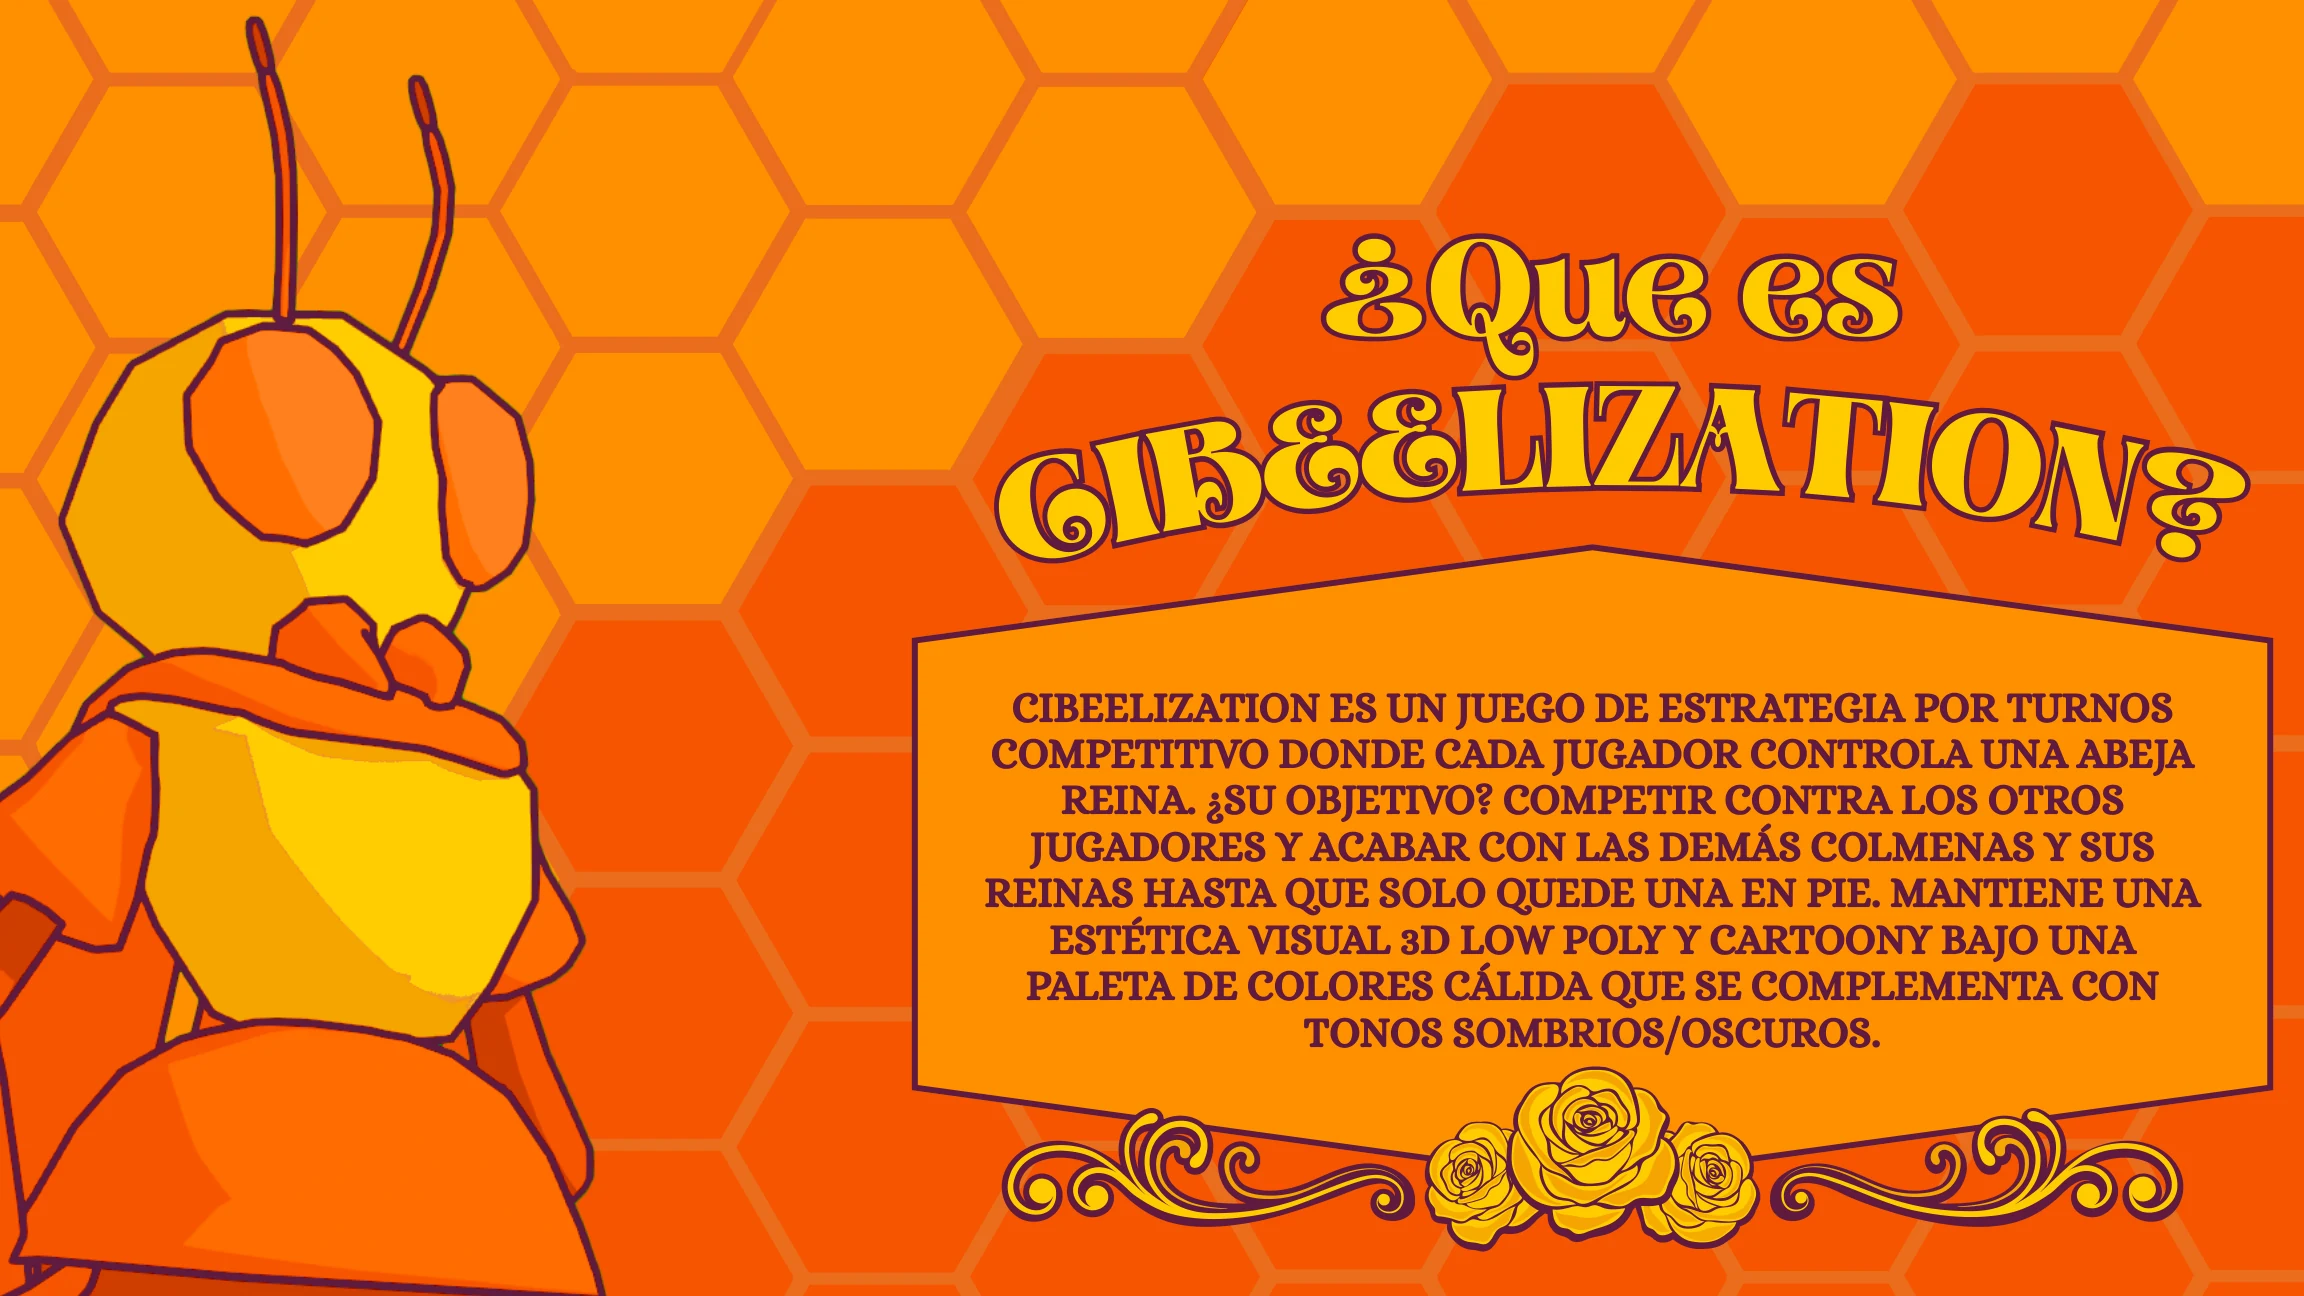 ¿Que es
CIBEELIZATION?
CIBEELIZATION ES UN JUEGO DE ESTRATEGIA POR TURNOS
COMPETITIVO DONDE CADA JUGADOR CONTROLA UNA ABEJA
REINA. ¿SU OBJETIVO? COMPETIR CONTRA LOS OTROS
JUGADORES Y ACABAR CON LAS DEMÁS COLMENAS Y SUS
REINAS HASTA QUE SOLO QUEDE UNA EN PIE. MANTIENE UNA
ESTÉTICA VISUAL 3D LOW POLY Y CARTOONY BAJO UNA
PALETA DE COLORES CÁLIDA QUE SE COMPLEMENTA CON
TONOS SOMBRIOS/OSCUROS.